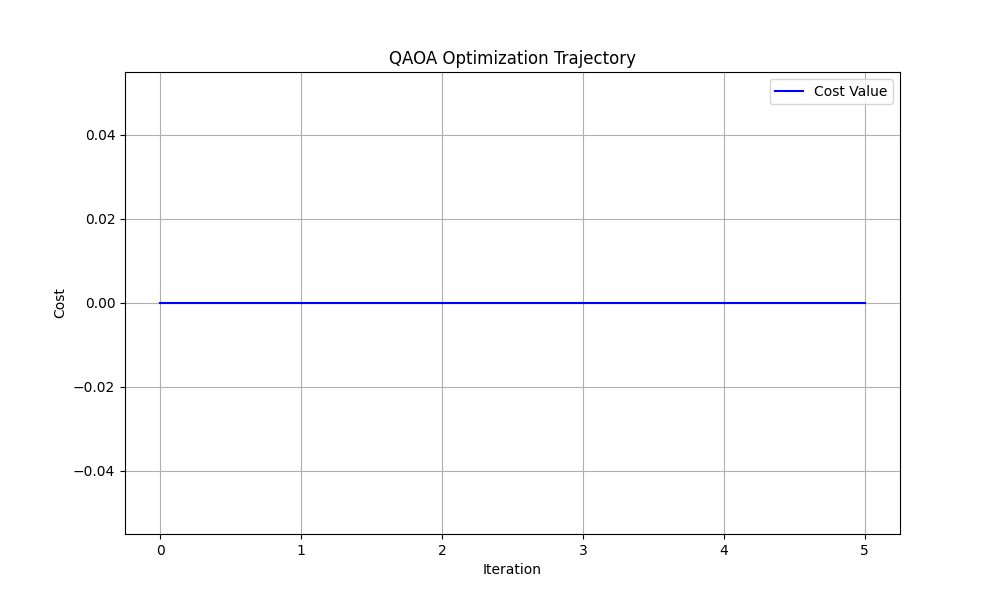 QAOA Optimization Trajectory
Cost Value
0.04
0.02
0.00
−0.02
−0.04
Cost
0 1 2 3 4 5
Iteration